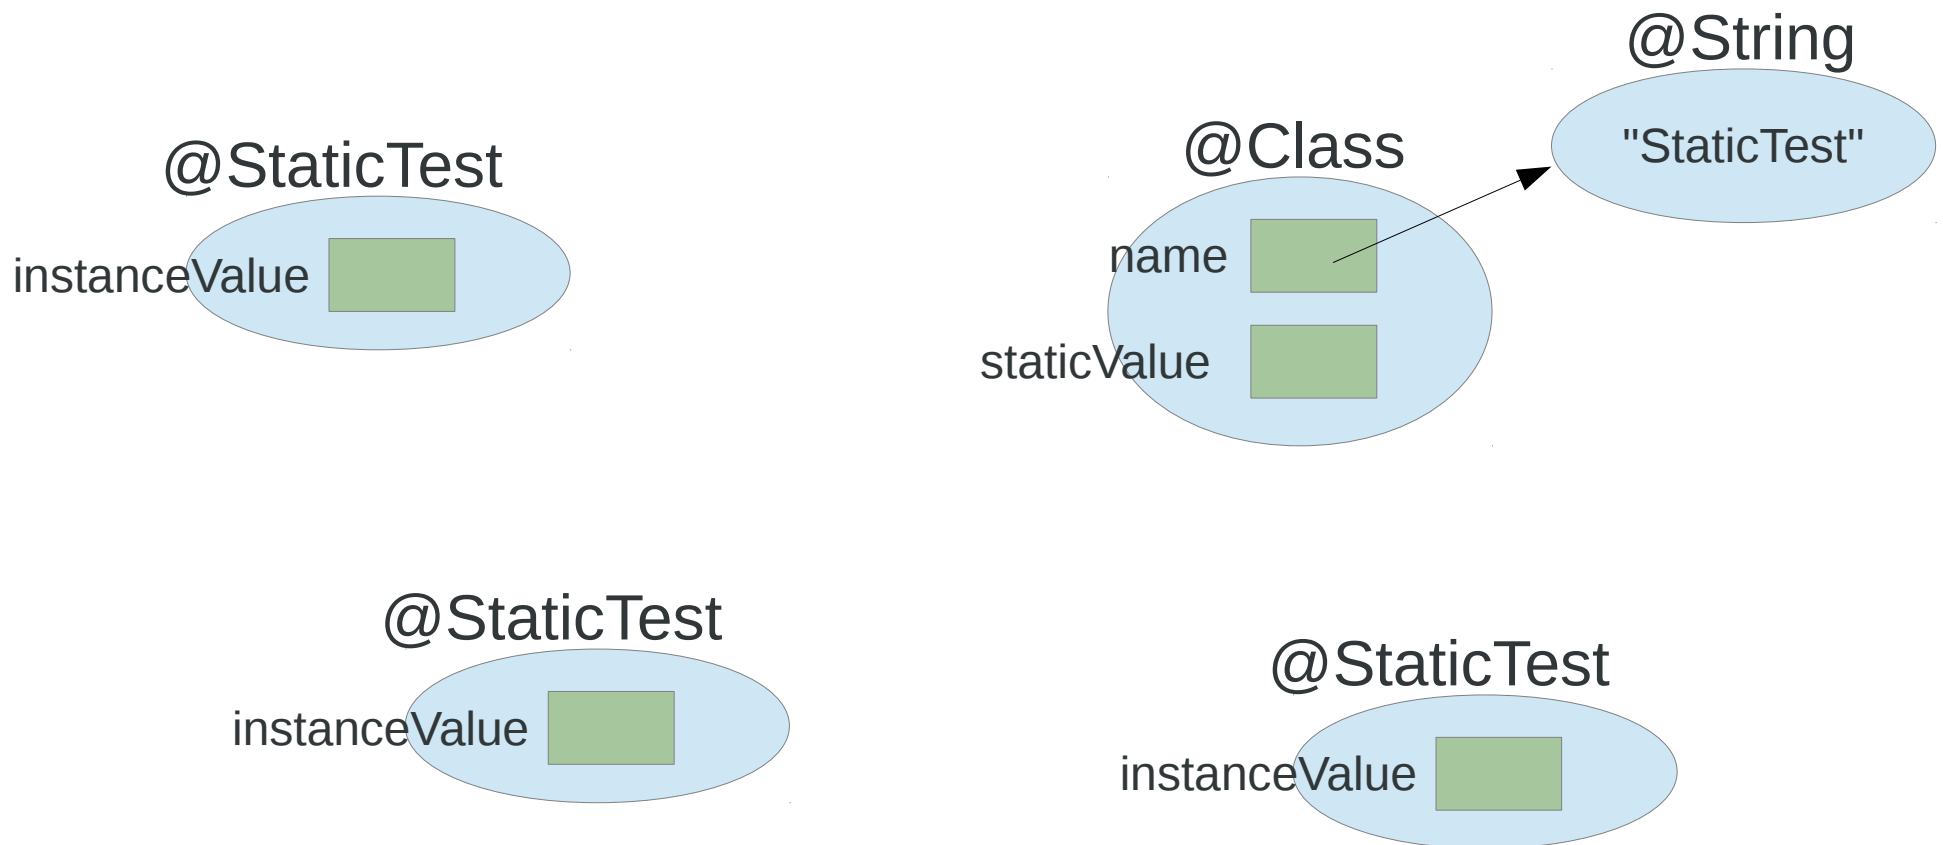 @String
"StaticTest"
@Class
name
staticValue
@StaticTest
instanceValue
@StaticTest
instanceValue
@StaticTest
instanceValue